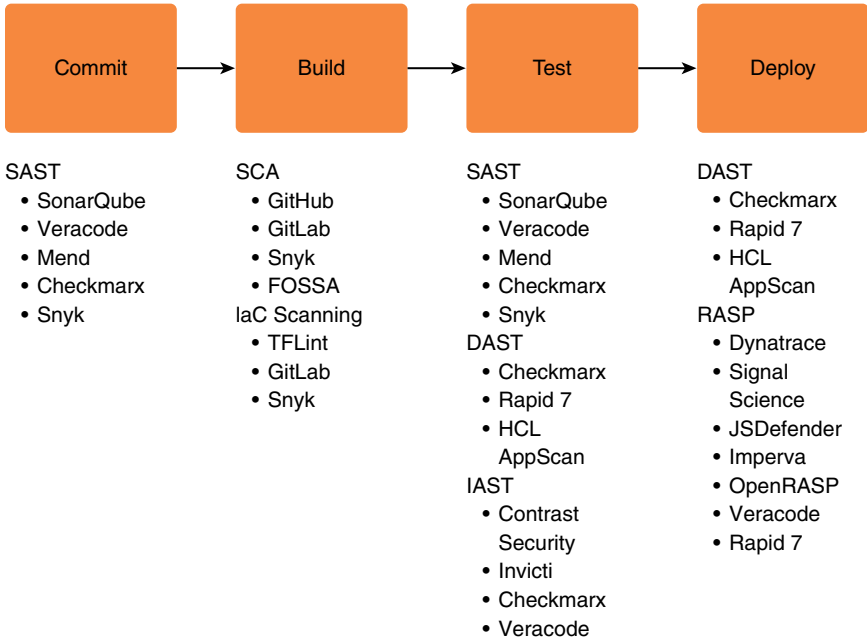 Commit
Build
Test
Deploy
SAST
• SonarQube
• Veracode
• Mend
• Checkmarx
• Snyk
SCA
• GitHub
• GitLab
• Snyk
• FOSSA
IaC Scanning
• TFLint
• GitLab
• Snyk
SAST
• SonarQube
• Veracode
• Mend
• Checkmarx
• Snyk
DAST
• Checkmarx
• Rapid 7
• HCL
AppScan
IAST
• Contrast
Security
• Invicti
• Checkmarx
• Veracode
DAST
• Checkmarx
• Rapid 7
• HCL
AppScan
RASP
• Dynatrace
• Signal
Science
• JSDefender
• Imperva
• OpenRASP
• Veracode
• Rapid 7